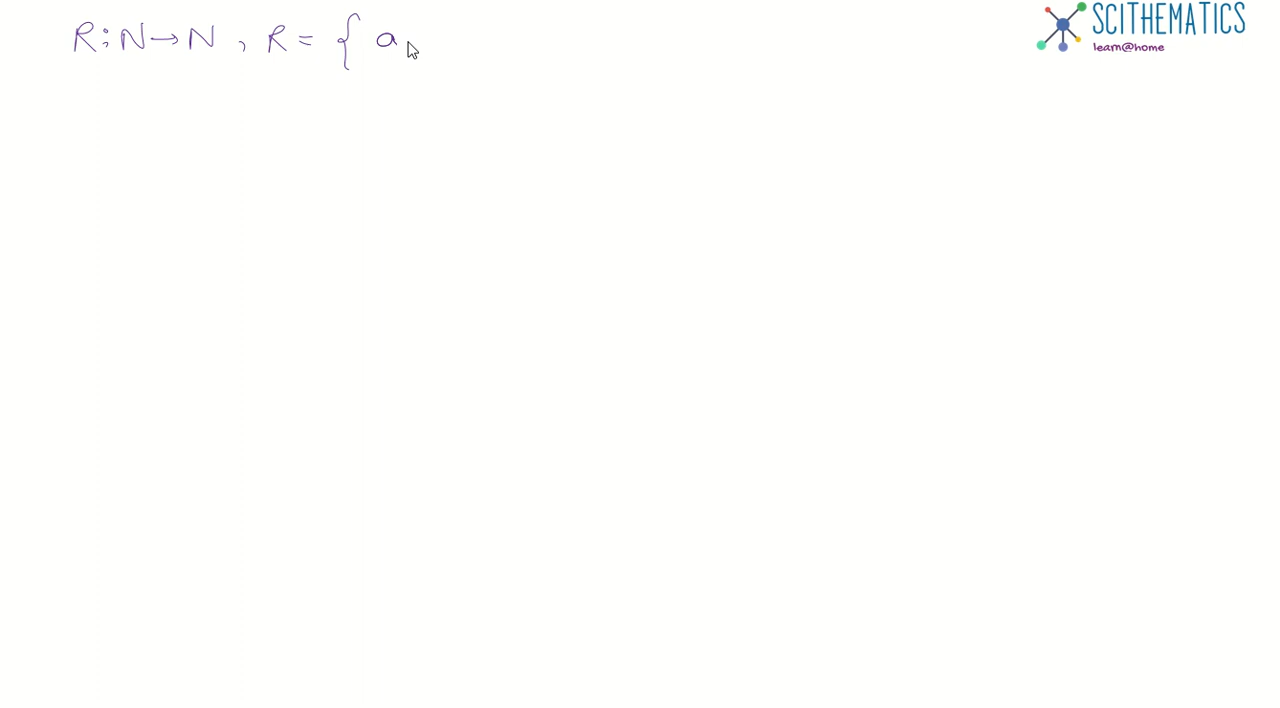 R:N→N , R = { a
SCITHEMATICS
learn@home